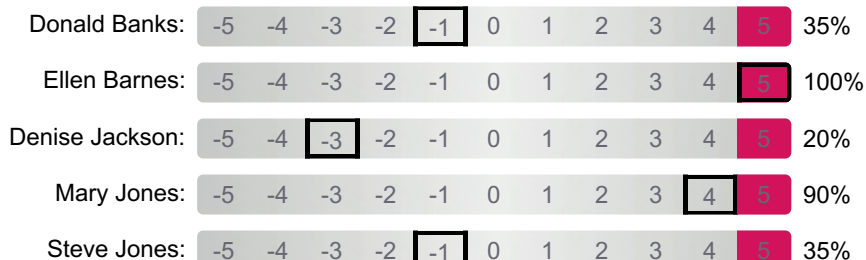 Donald Banks: -5 -4 -3 -2 -1 0 1 2 3 4 5 35%
Ellen Barnes: -5 -4 -3 -2 -1 0 1 2 3 4 5 100%
Denise Jackson: -5 -4 -3 -2 -1 0 1 2 3 4 5 20%
Mary Jones: -5 -4 -3 -2 -1 0 1 2 3 4 5 90%
Steve Jones: -5 -4 -3 -2 -1 0 1 2 3 4 5 35%